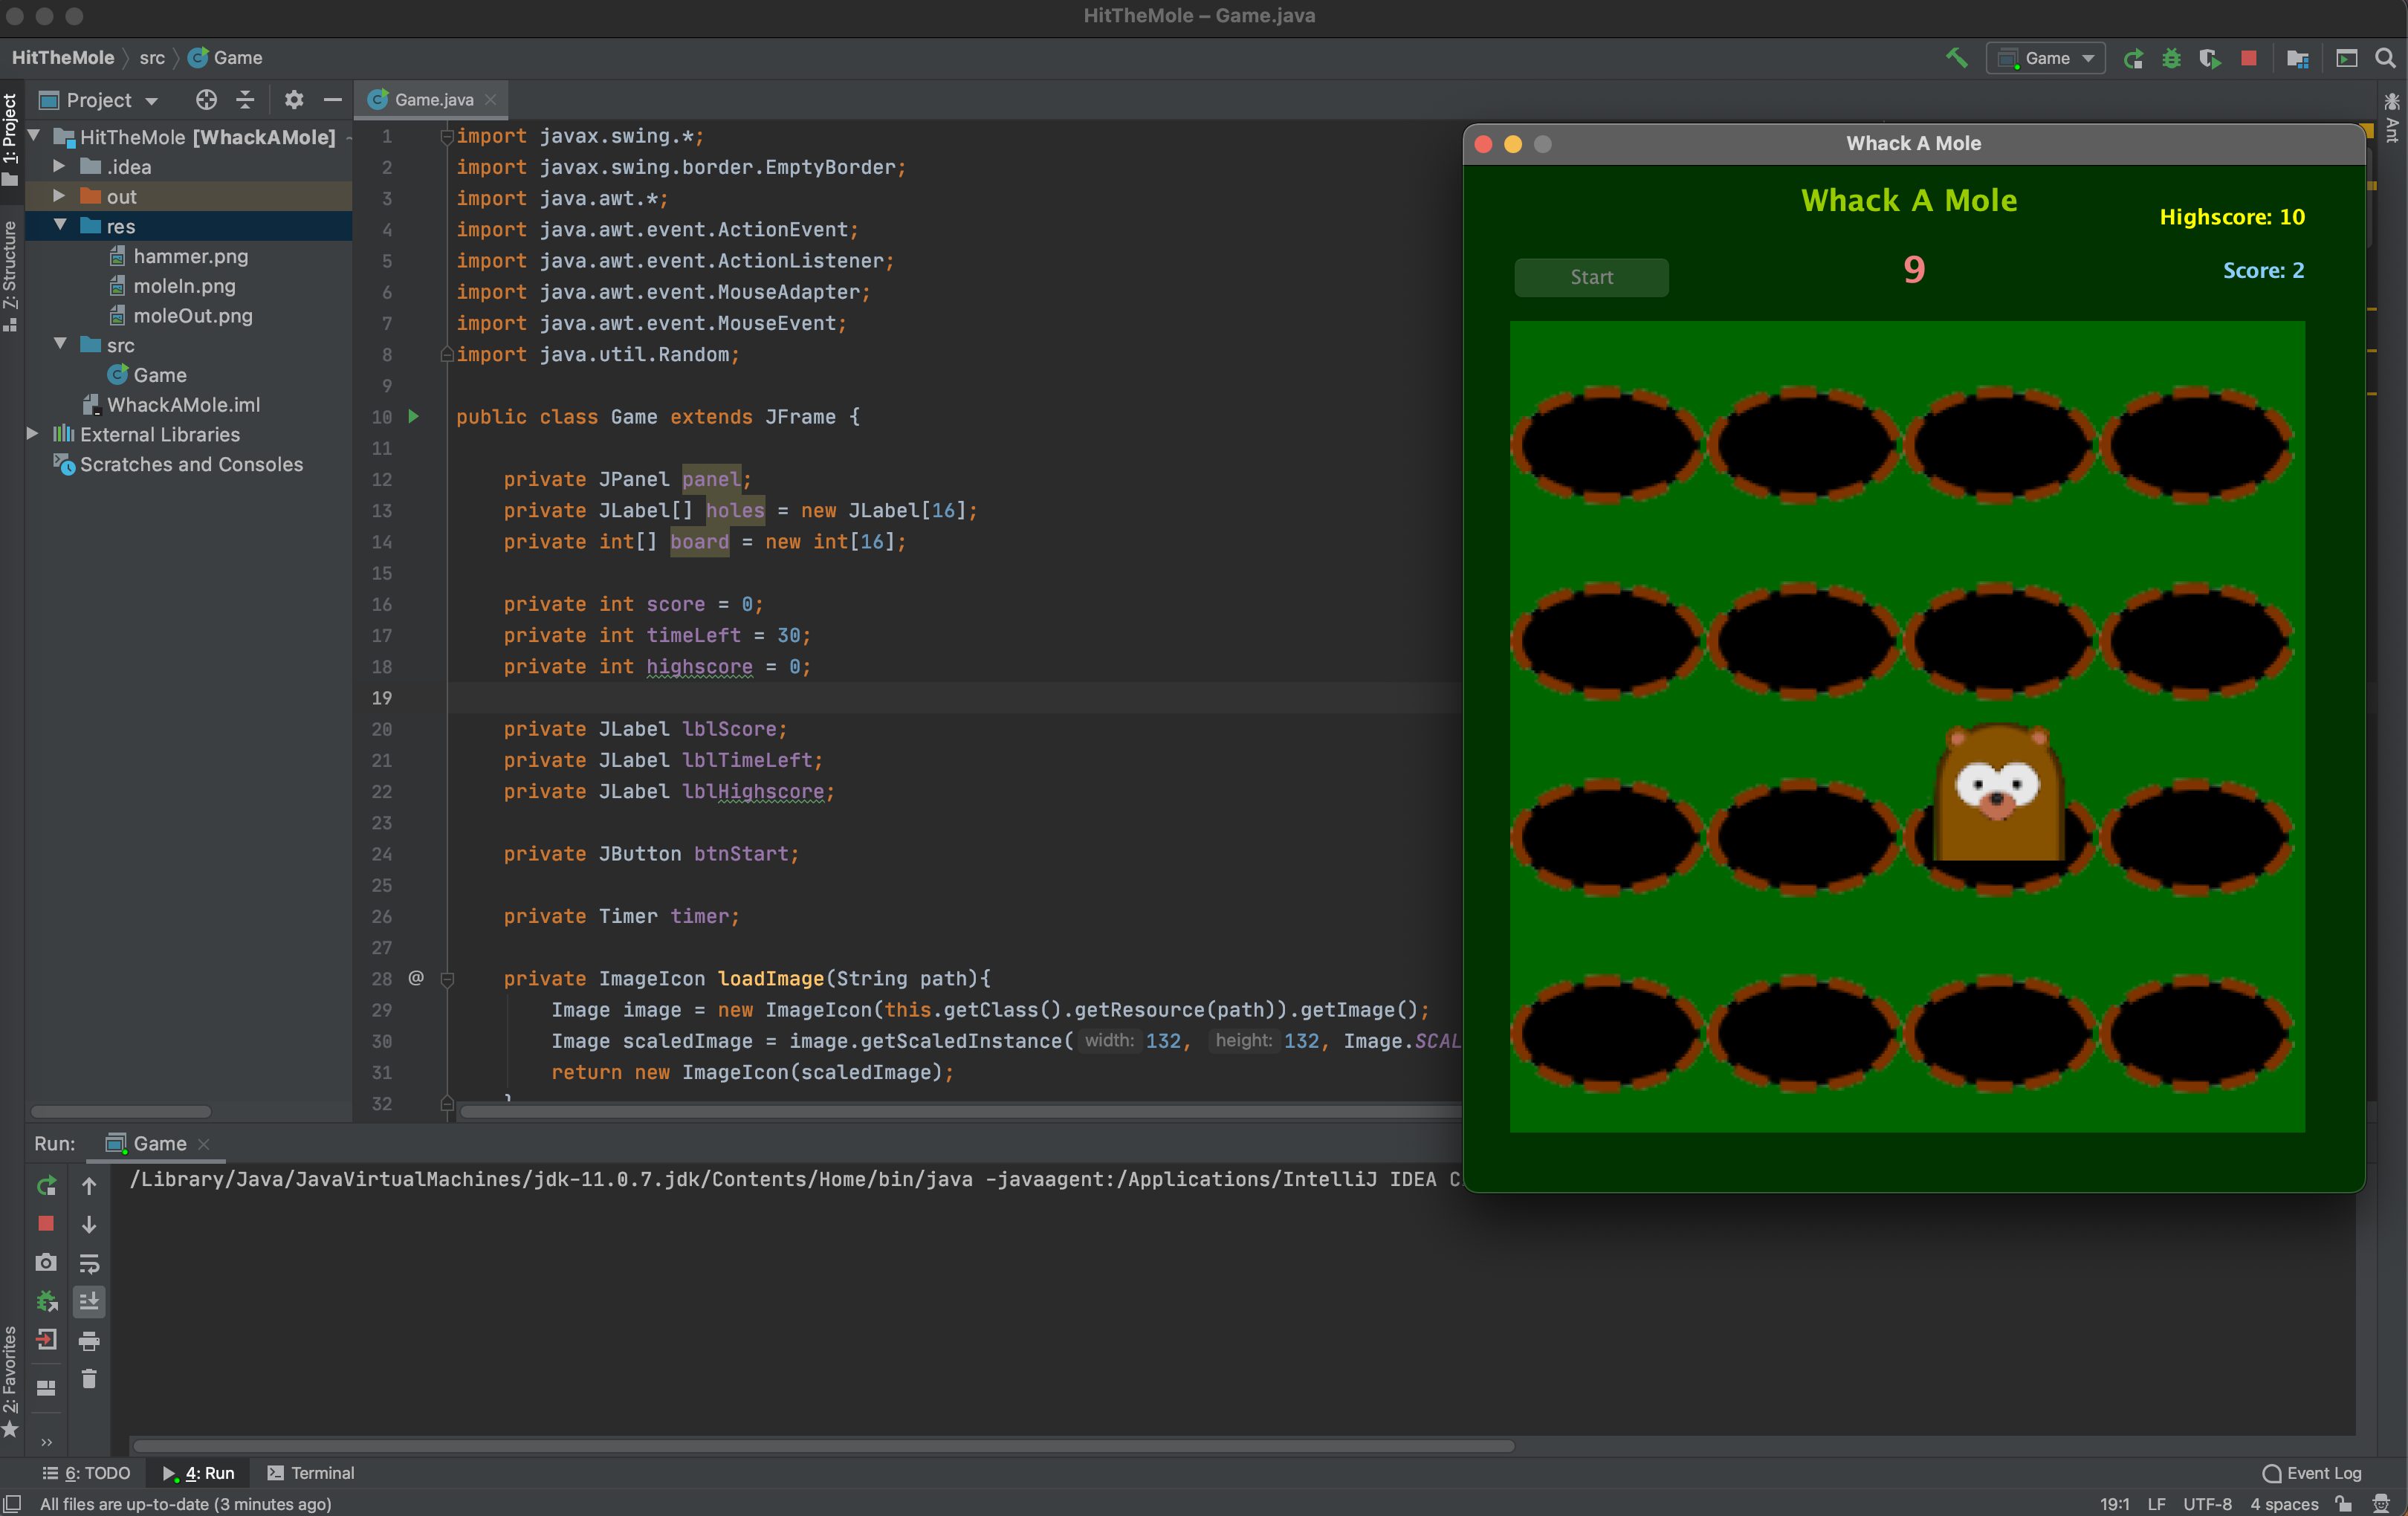 HitTheMole – Game.java
HitTheMole src Game
Game
1: Project
Project
Game.java
HitTheMole [WhackAMole] ~
.idea
out
res
hammer.png
moleIn.png
moleOut.png
src
Game
WhackAMole.iml
External Libraries
Scratches and Consoles
Z: Structure
2: Favorites
Ant
1 import javax.swing.*;
2 import javax.swing.border.EmptyBorder;
3 import java.awt.*;
4 import java.awt.event.ActionEvent;
5 import java.awt.event.ActionListener;
6 import java.awt.event.MouseAdapter;
7 import java.awt.event.MouseEvent;
8 import java.util.Random;
9
10 public class Game extends JFrame {
11
12 private JPanel panel;
13 private JLabel[] holes = new JLabel[16];
14 private int[] board = new int[16];
15
16 private int score = 0;
17 private int timeLeft = 30;
18 private int highscore = 0;
19
20 private JLabel lblScore;
21 private JLabel lblTimeLeft;
22 private JLabel lblHighscore;
23
24 private JButton btnStart;
25
26 private Timer timer;
27
28 @ private ImageIcon loadImage(String path){
29 Image image = new ImageIcon(this.getClass().getResource(path)).getImage();
30 Image scaledImage = image.getScaledInstance( width: 132, height: 132, Image.SCAL
31 return new ImageIcon(scaledImage);
32 }
Whack A Mole
Whack A Mole
Highscore: 10
Start
9
Score: 2
Run: Game
/Library/Java/JavaVirtualMachines/jdk-11.0.7.jdk/Contents/Home/bin/java -javaagent:/Applications/IntelliJ IDEA C
6: TODO 4: Run Terminal
Event Log
All files are up-to-date (3 minutes ago)
19:1 LF UTF-8 4 spaces